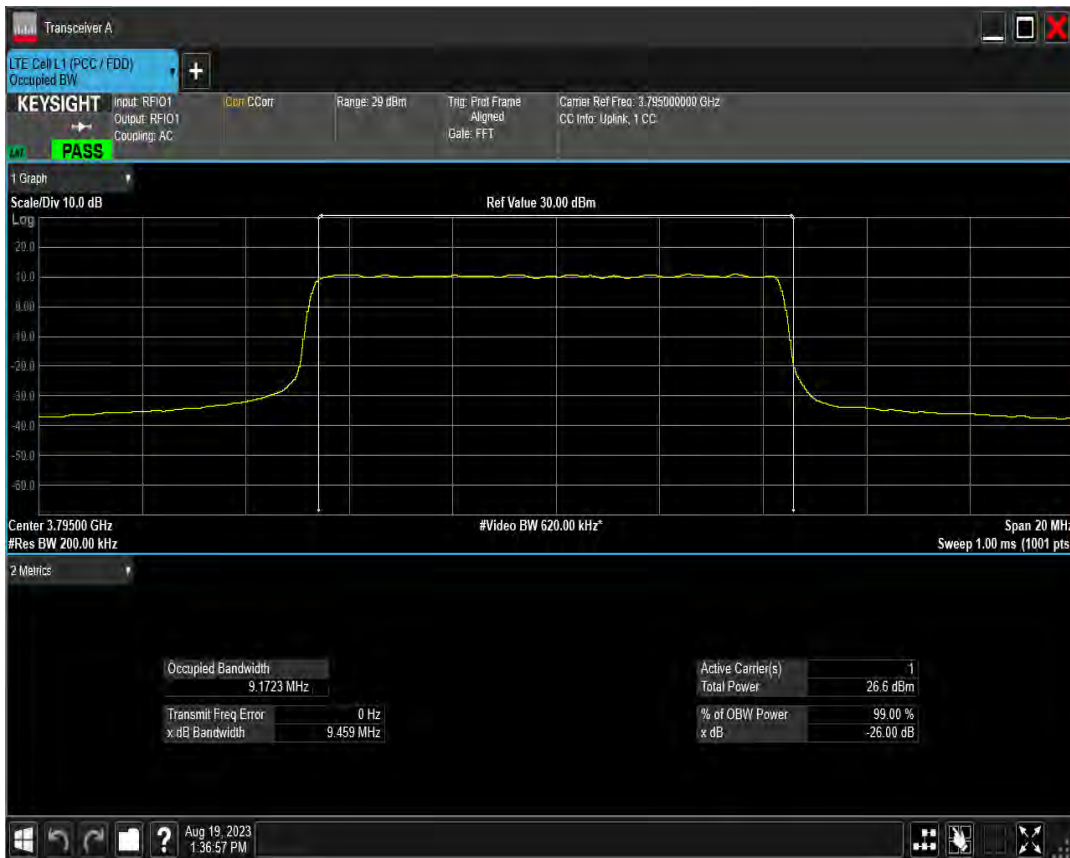 Transceiver A
LTE Cell L1 (PCC / FDD)
Occupied BW
+
KEYSIGHT
PASS
Input: RFIO1
Output: RFIO1
Coupling: AC
Corr CCorr
Range: 29 dBm
Trig: Prot Frame
Aligned
Gate: FFT
Carrier Ref Freq: 3.795000000 GHz
CC Info: Uplink, 1 CC
1 Graph
Scale/Div 10.0 dB
Ref Value 30.00 dBm
Log
20.0
10.0
0.00
-10.0
-20.0
-30.0
-40.0
-50.0
-60.0
Center 3.79500 GHz
#Video BW 620.00 kHz*
Span 20 MHz
#Res BW 200.00 kHz
Sweep 1.00 ms (1001 pts
2 Metrics
Occupied Bandwidth
9.1723 MHz
Transmit Freq Error 0 Hz
x dB Bandwidth 9.459 MHz
Active Carrier(s) 1
Total Power 26.6 dBm
% of OBW Power 99.00 %
x dB -26.00 dB
?
Aug 19, 2023
1:36:57 PM